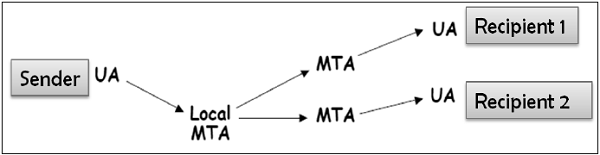 UA Recipient 1
MTA
Sender UA
UA Recipient 2
Local MTA
MTA